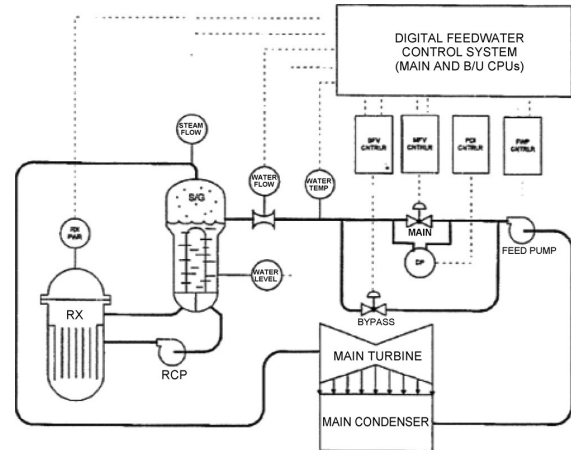 DIGITAL FEEDWATER
CONTROL SYSTEM
(MAIN AND B/U CPUs)
STEAM
FLOW
BFV
CNTRLR
MFV
CNTRLR
PDI
CNTRLR
FWP
CNTRLR
WATER
FLOW
WATER
TEMP
S/G
RX
PWR
MAIN
FEED PUMP
DP
WATER
LEVEL
RX
BYPASS
RCP
MAIN TURBINE
MAIN CONDENSER